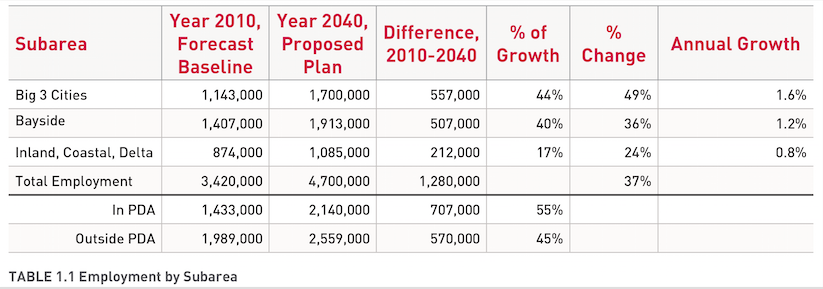 Subarea Year 2010, Forecast Baseline Year 2040, Proposed Plan Difference, 2010-2040 % of Growth % Change Annual Growth
Big 3 Cities 1,143,000 1,700,000 557,000 44% 49% 1.6%
Bayside 1,407,000 1,913,000 507,000 40% 36% 1.2%
Inland, Coastal, Delta 874,000 1,085,000 212,000 17% 24% 0.8%
Total Employment 3,420,000 4,700,000 1,280,000 37%
In PDA 1,433,000 2,140,000 707,000 55%
Outside PDA 1,989,000 2,559,000 570,000 45%
TABLE 1.1 Employment by Subarea